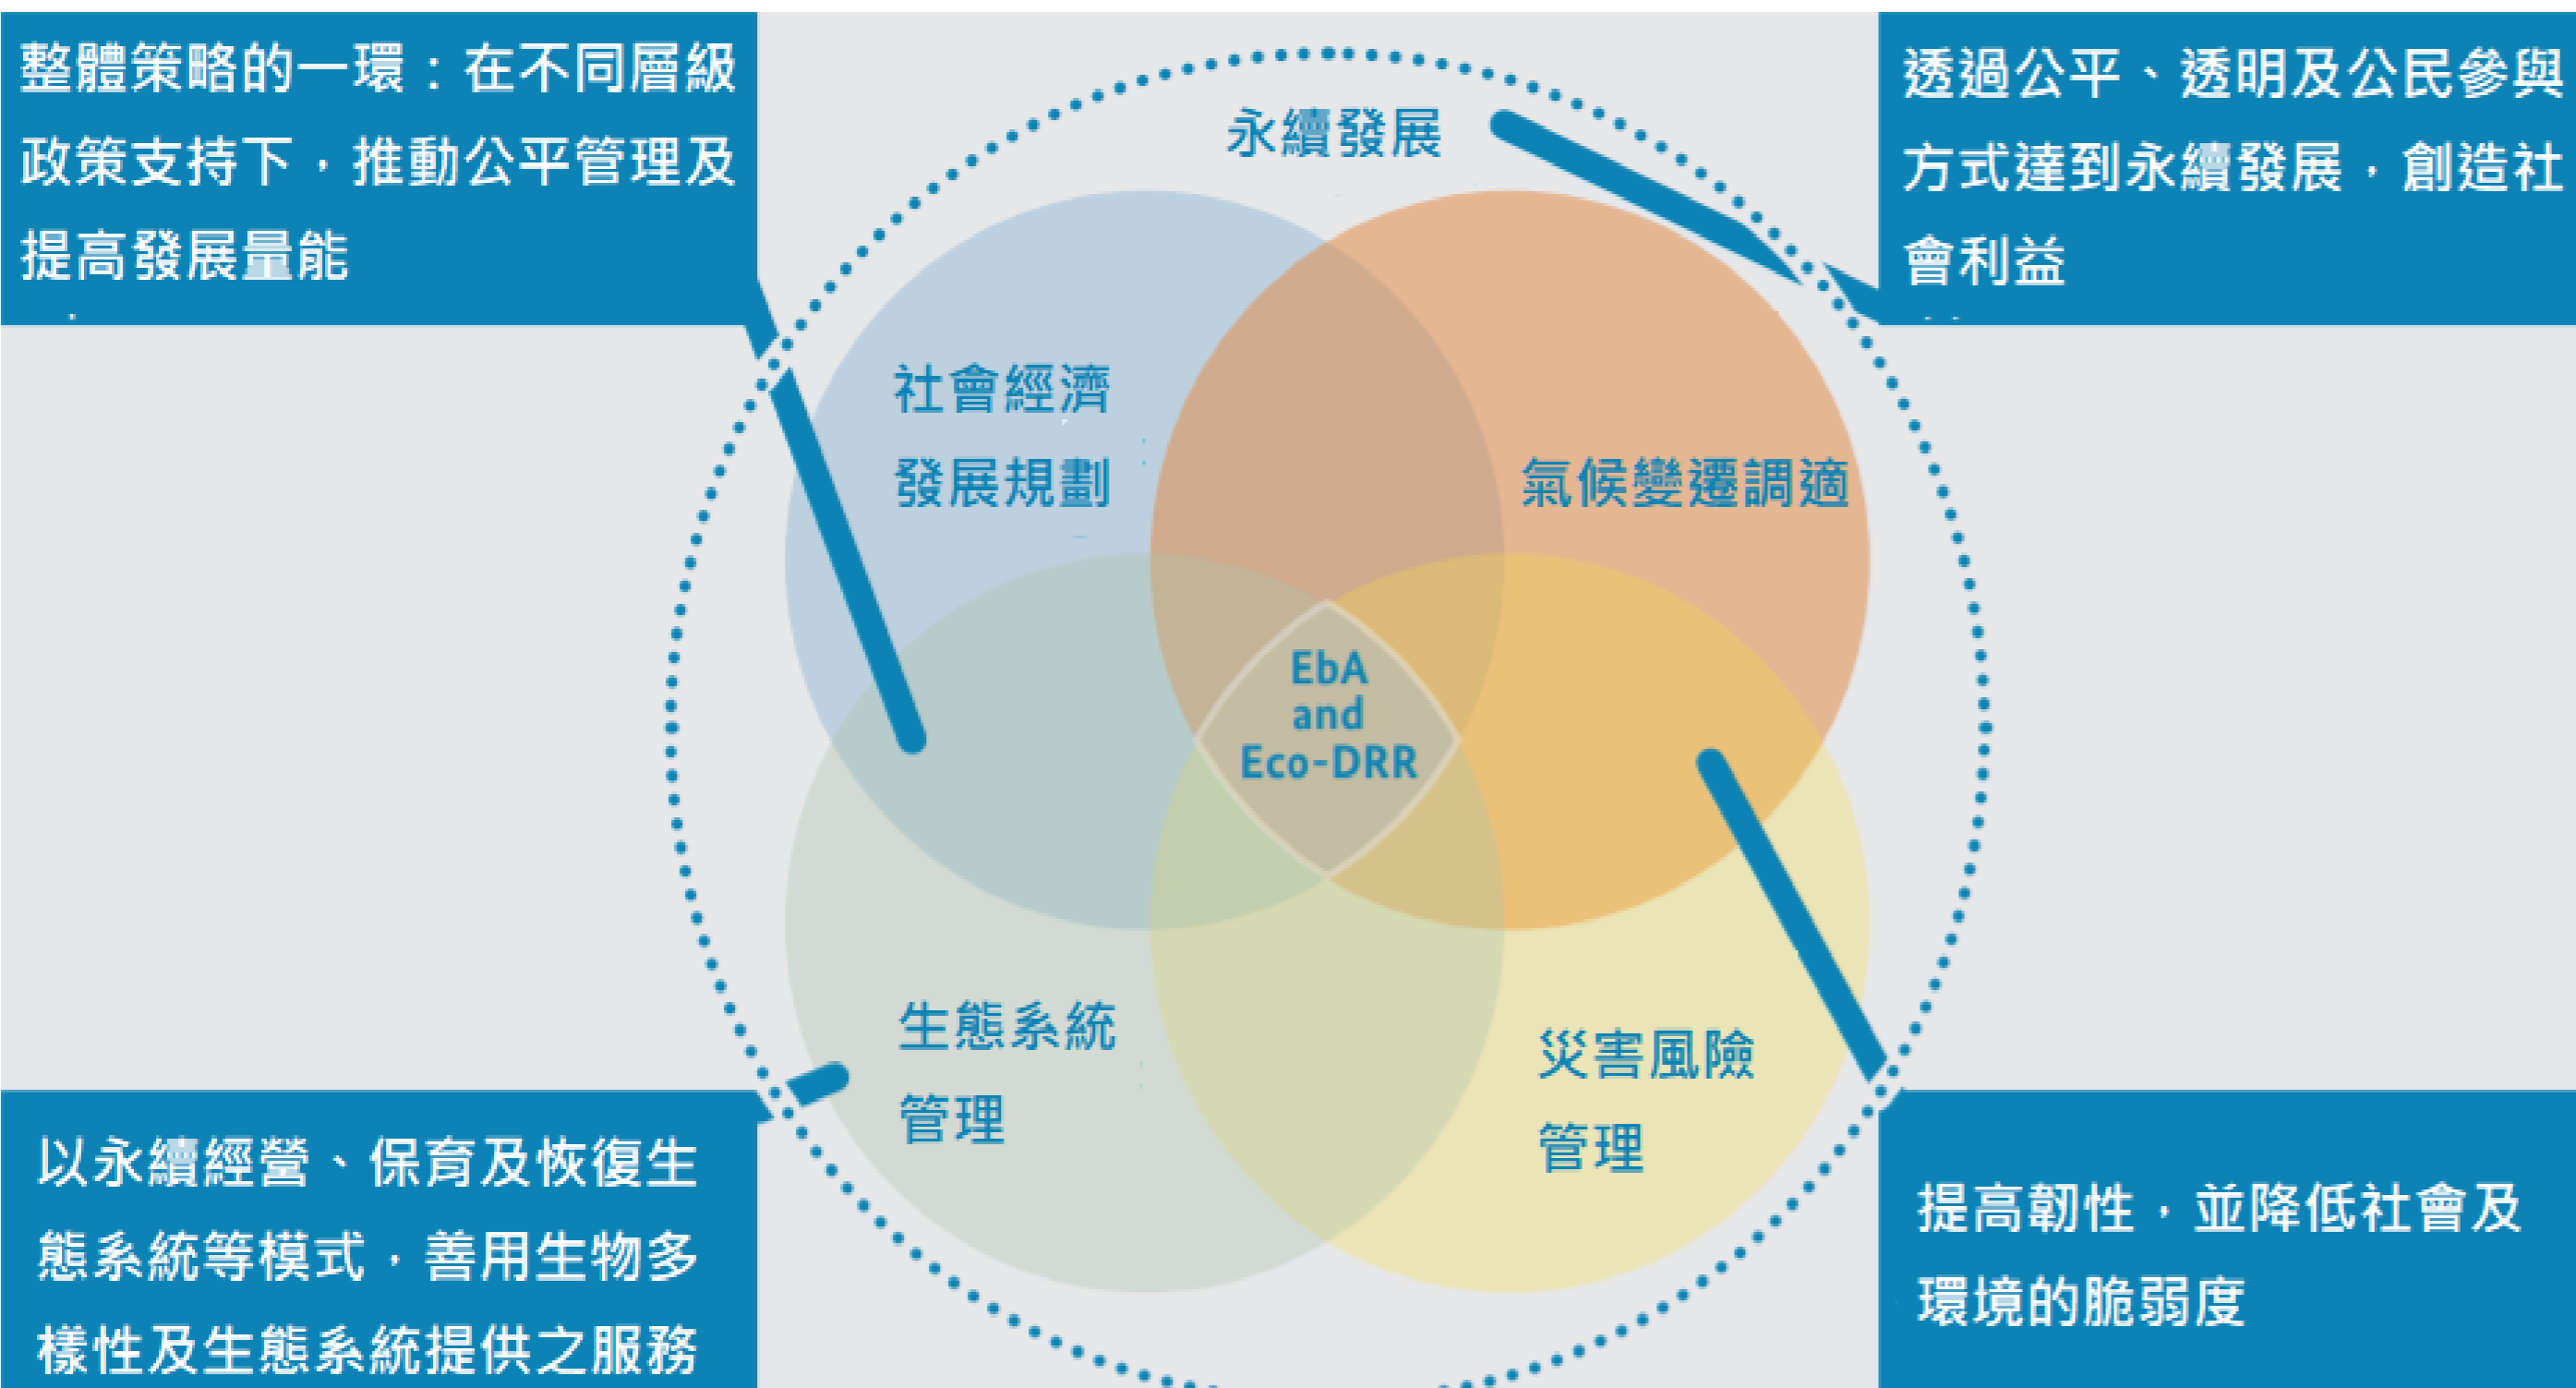 整體策略的一環：在不同層級
政策支持下，推動公平管理及
提高發展量能
透過公平、透明及公民參與
方式達到永續發展，創造社
會利益
永續發展
社會經濟
發展規劃
氣候變遷調適
EbA
and
Eco-DRR
生態系統
管理
災害風險
管理
以永續經營、保育及恢復生
態系統等模式，善用生物多
樣性及生態系統提供之服務
提高韌性，並降低社會及
環境的脆弱度